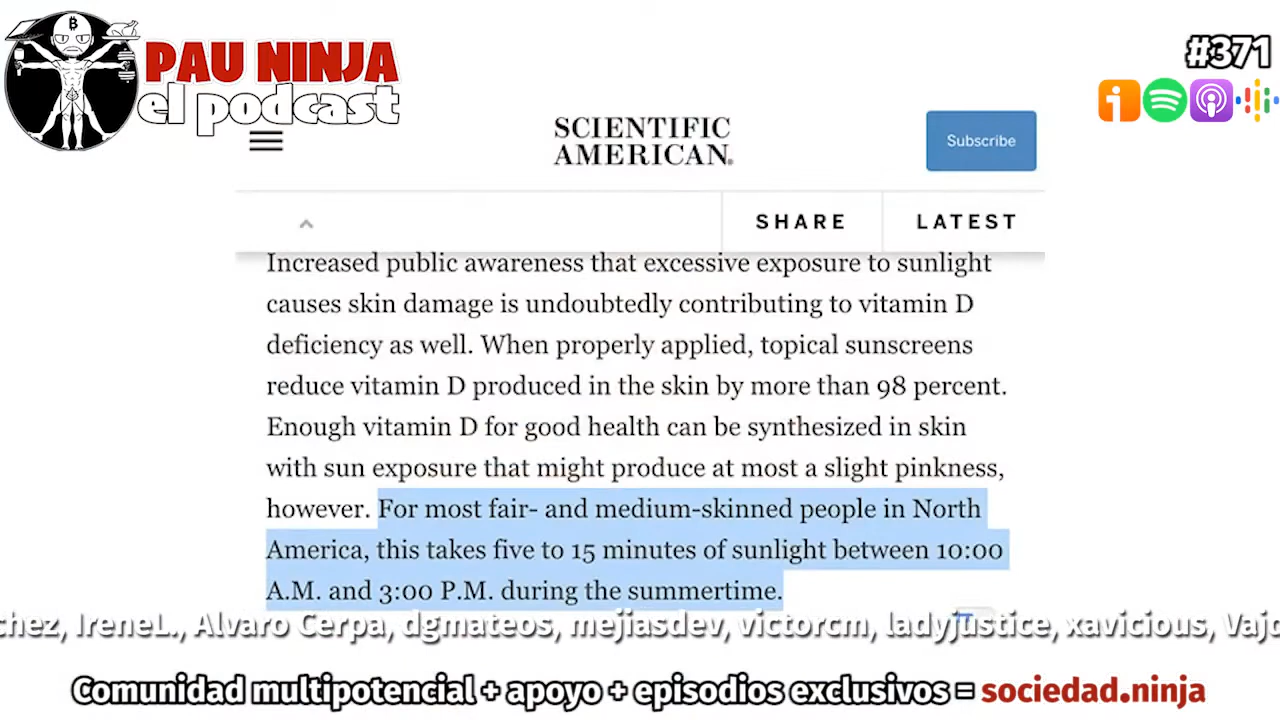 PAU NINJA
el podcast
#371
SCIENTIFIC
AMERICAN®
Subscribe
SHARE
LATEST
Increased public awareness that excessive exposure to sunlight
causes skin damage is undoubtedly contributing to vitamin D
deficiency as well. When properly applied, topical sunscreens
reduce vitamin D produced in the skin by more than 98 percent.
Enough vitamin D for good health can be synthesized in skin
with sun exposure that might produce at most a slight pinkness,
however. For most fair- and medium-skinned people in North
America, this takes five to 15 minutes of sunlight between 10:00
A.M. and 3:00 P.M. during the summertime.
chez, IreneL., Alvaro Cerpa, dgmateos, mejiasdev, victorcm, ladyjustice, xavicious, Vajo
Comunidad multipotencial + apoyo + episodios exclusivos = sociedad.ninja